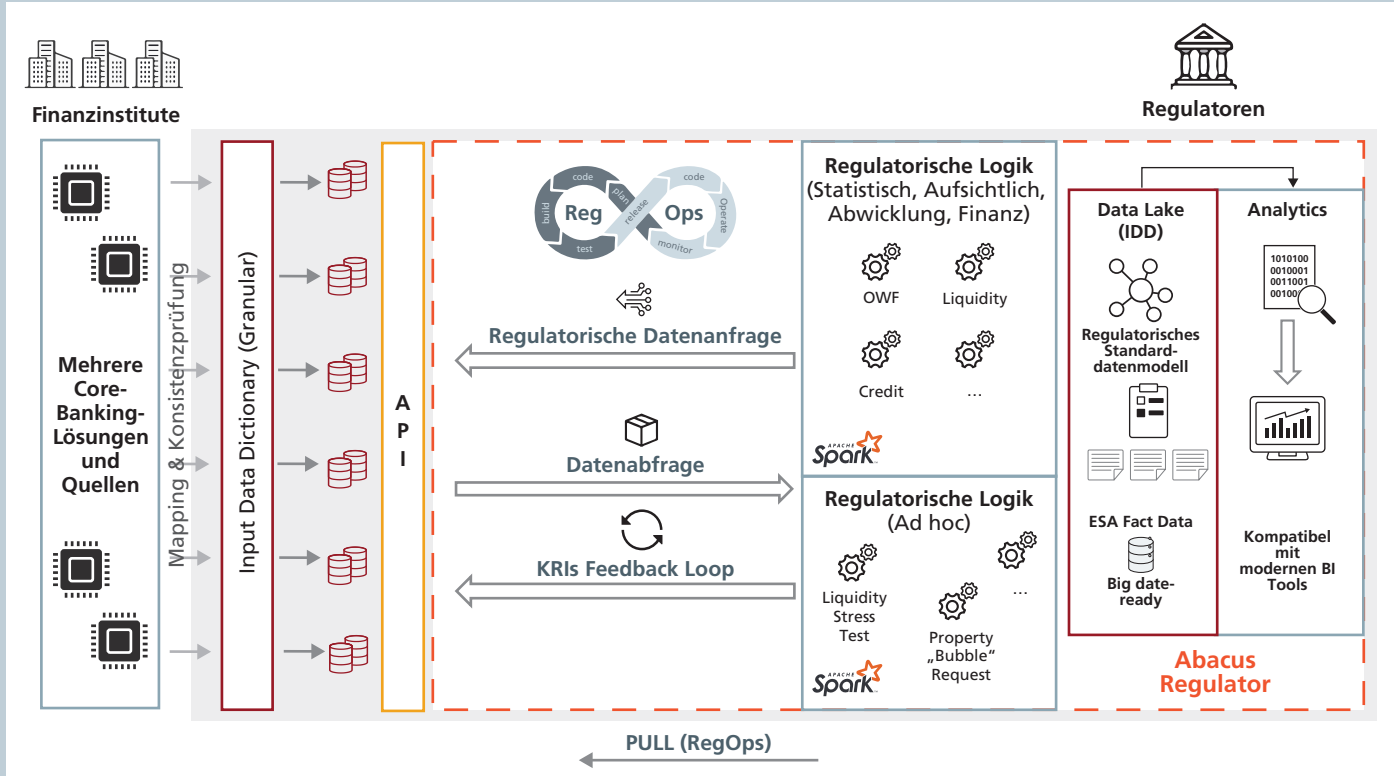 Finanzinstitute
Regulatoren
Mehrere
Core-
Banking-
Lösungen
und
Quellen
Mapping & Konsistenzprüfung
Input Data Dictionary (Granular)
A
P
I
code
plan
build
Reg
test
release
code
Ops
Operate
monitor
Regulatorische Datenanfrage
Datenabfrage
KRIs Feedback Loop
Regulatorische Logik
(Statistisch, Aufsichtlich,
Abwicklung, Finanz)
OWF
Liquidity
Credit
...
APACHE
Spark
Regulatorische Logik
(Ad hoc)
Liquidity
Stress
Test
...
Property
„Bubble“
Request
APACHE
Spark
Data Lake
(IDD)
Regulatorisches
Standard-
datenmodell
ESA Fact Data
Big date-
ready
Analytics
1010100
0010001
0011001
00100
Kompatibel
mit
modernen BI
Tools
Abacus
Regulator
PULL (RegOps)